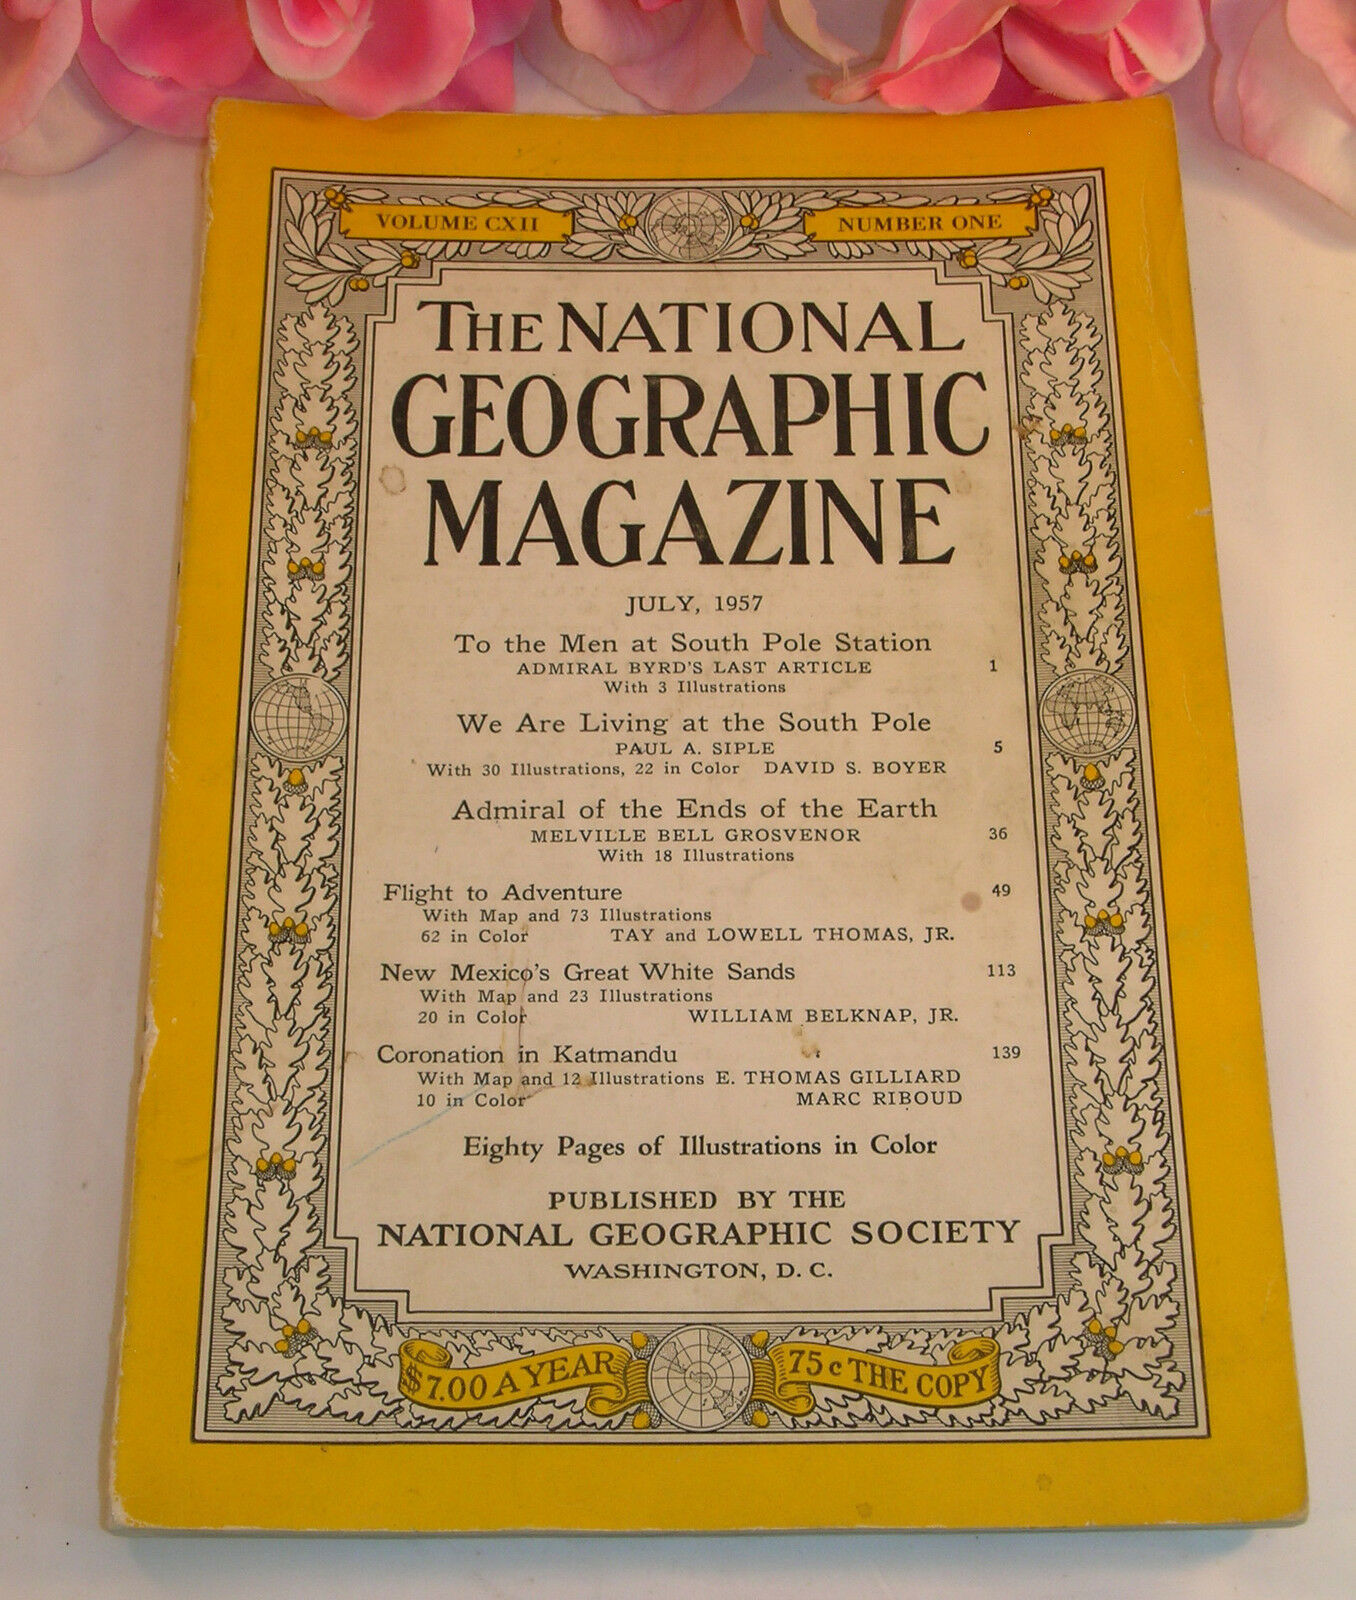 VOLUME CXII
NUMBER ONE
THE NATIONAL
GEOGRAPHIC
MAGAZINE
JULY, 1957
To the Men at South Pole Station
ADMIRAL BYRD'S LAST ARTICLE 1
With 3 Illustrations
We Are Living at the South Pole
PAUL A. SIPLE 5
With 30 Illustrations, 22 in Color DAVID S. BOYER
Admiral of the Ends of the Earth
MELVILLE BELL GROSVENOR 36
With 18 Illustrations
Flight to Adventure 49
With Map and 73 Illustrations
62 in Color TAY and LOWELL THOMAS, JR.
New Mexico's Great White Sands 113
With Map and 23 Illustrations
20 in Color WILLIAM BELKNAP, JR.
Coronation in Katmandu 139
With Map and 12 Illustrations E. THOMAS GILLIARD
10 in Color MARC RIBOUD
Eighty Pages of Illustrations in Color
PUBLISHED BY THE
NATIONAL GEOGRAPHIC SOCIETY
WASHINGTON, D. C.
$7.00 A YEAR
75c THE COPY